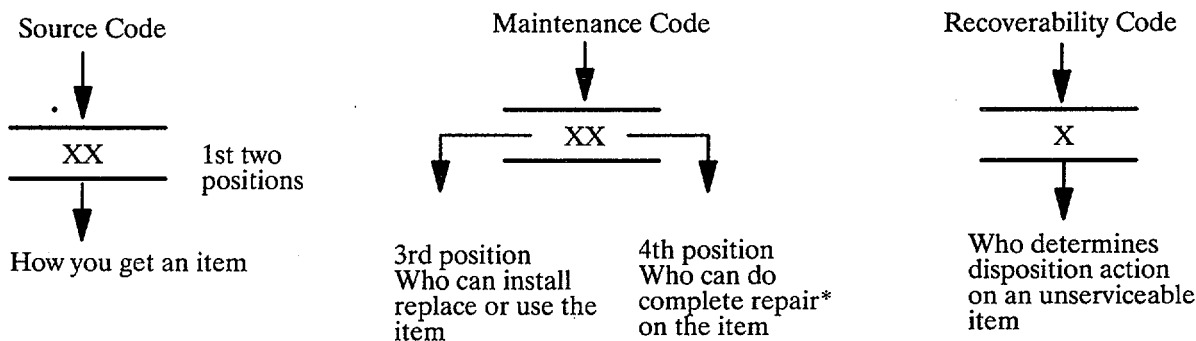 Source Code
XX
1st two
positions
How you get an item
Maintenance Code
XX
3rd position
Who can install
replace or use the
item
4th position
Who can do
complete repair*
on the item
Recoverability Code
X
Who determines
disposition action
on an unserviceable
item